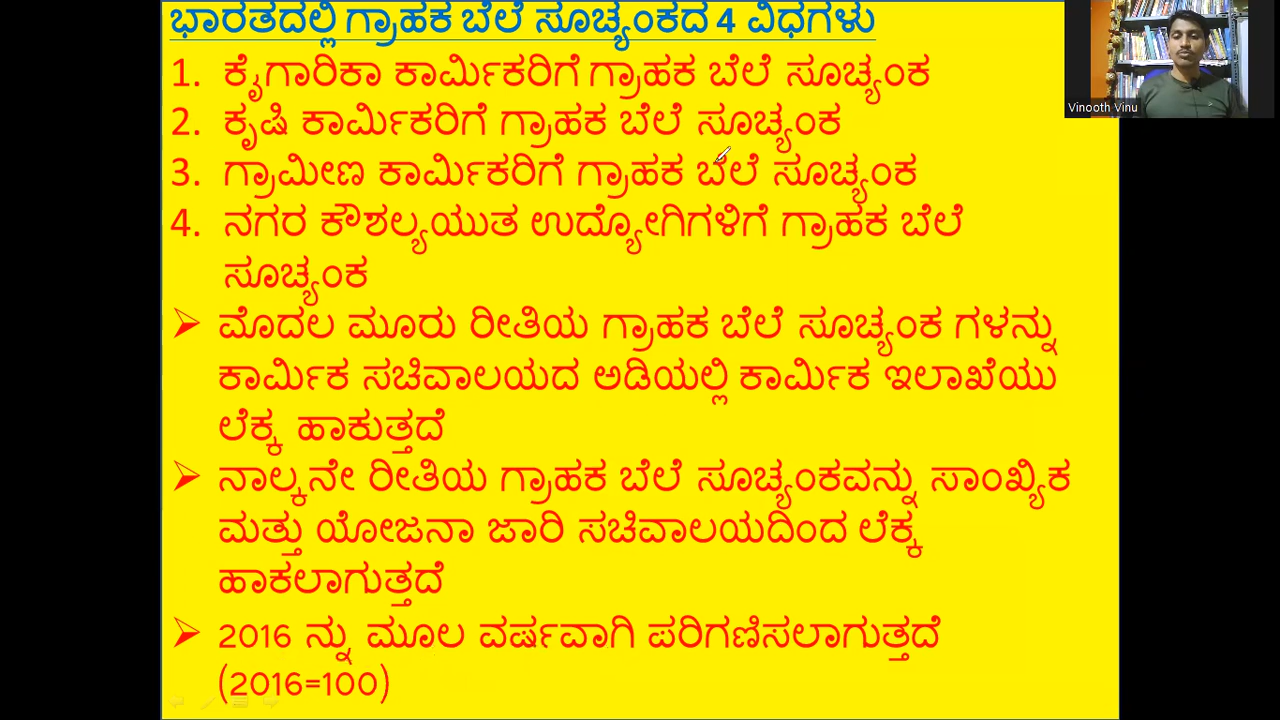 ಭಾರತದಲ್ಲಿ ಗ್ರಾಹಕ ಬೆಲೆ ಸೂಚ್ಯಂಕದ 4 ವಿಧಗಳು
1. ಕೈಗಾರಿಕಾ ಕಾರ್ಮಿಕರಿಗೆ ಗ್ರಾಹಕ ಬೆಲೆ ಸೂಚ್ಯಂಕ
2. ಕೃಷಿ ಕಾರ್ಮಿಕರಿಗೆ ಗ್ರಾಹಕ ಬೆಲೆ ಸೂಚ್ಯಂಕ
3. ಗ್ರಾಮೀಣ ಕಾರ್ಮಿಕರಿಗೆ ಗ್ರಾಹಕ ಬೆಲೆ ಸೂಚ್ಯಂಕ
4. ನಗರ ಕೌಶಲ್ಯಯುತ ಉದ್ಯೋಗಿಗಳಿಗೆ ಗ್ರಾಹಕ ಬೆಲೆ
ಸೂಚ್ಯಂಕ
➢ ಮೊದಲ ಮೂರು ರೀತಿಯ ಗ್ರಾಹಕ ಬೆಲೆ ಸೂಚ್ಯಂಕ ಗಳನ್ನು
ಕಾರ್ಮಿಕ ಸಚಿವಾಲಯದ ಅಡಿಯಲ್ಲಿ ಕಾರ್ಮಿಕ ಇಲಾಖೆಯು
ಲೆಕ್ಕ ಹಾಕುತ್ತದೆ
➢ ನಾಲ್ಕನೇ ರೀತಿಯ ಗ್ರಾಹಕ ಬೆಲೆ ಸೂಚ್ಯಂಕವನ್ನು ಸಾಂಖ್ಯಿಕ
ಮತ್ತು ಯೋಜನಾ ಜಾರಿ ಸಚಿವಾಲಯದಿಂದ ಲೆಕ್ಕ
ಹಾಕಲಾಗುತ್ತದೆ
➢ 2016 ನ್ನು ಮೂಲ ವರ್ಷವಾಗಿ ಪರಿಗಣಿಸಲಾಗುತ್ತದೆ
(2016=100)
Vinooth Vinu